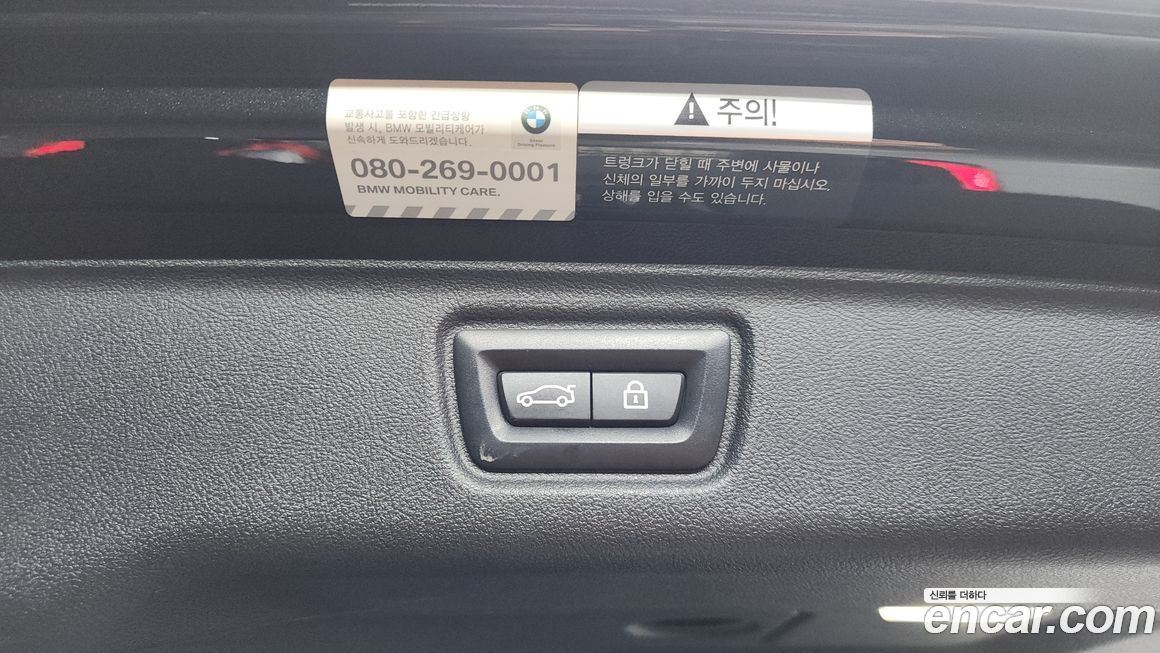 교통사고를 포함한 긴급상황
발생 시, BMW 모빌리티케어가
신속하게 도와드리겠습니다.
Sheer
Driving Pleasure
080-269-0001
BMW MOBILITY CARE.
주의!
트렁크가 닫힐 때 주변에 사물이나
신체의 일부를 가까이 두지 마십시오.
상해를 입을 수도 있습니다.
신뢰를 더하다
encar.com